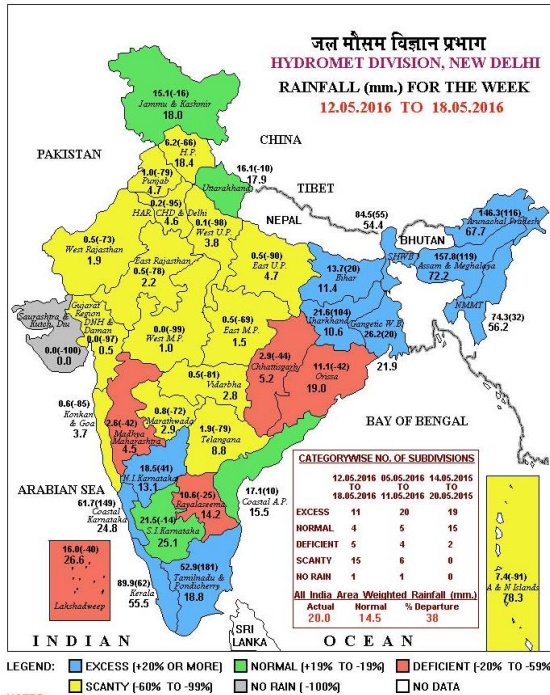 जल मौसम विज्ञान प्रभाग
HYDROMET DIVISION, NEW DELHI
RAINFALL (mm.) FOR THE WEEK
12.05.2016 TO 18.05.2016
15.1(-16)
Jammu & Kashmir
18.0
CHINA
PAKISTAN
6.2(-66)
H.P.
18.4
1.0(-79)
Punjab
4.7
16.1(-10)
17.9
Uttarakhand
TIBET
0.2(-95)
HAR CHD & Delhi
4.6
0.1(-98)
West U.P.
3.8
NEPAL
84.5(55)
54.4
BHUTAN
146.3(116)
Arunachal Pradesh
67.7
0.5(-73)
West Rajasthan
1.9
East Rajasthan
0.5(-78)
2.2
0.5(-90)
East U.P.
4.7
13.7(20)
Bihar
11.4
SHWB
157.8(119)
Assam & Meghalaya
72.2
NMMT
74.3(32)
56.2
Saurashtra &
Kutch, Diu
0.0(-100)
0.0
Gujarat
Region
DNH &
Daman
0.0(-97)
0.5
0.0(-99)
West M.P.
1.0
0.5(-69)
East M.P.
1.5
21.6(104)
Jharkhand
10.6
Gangetic W.B.
26.2(20)
21.9
2.9(-44)
Chhattisgarh
5.2
11.1(-42)
Orissa
19.0
0.5(-81)
Vidarbha
2.8
0.6(-85)
Konkan
& Goa
3.7
2.6(-42)
Madhya
Maharashtra
4.5
0.8(-72)
Marathwada
2.9
1.9(-79)
Telangana
8.8
BAY OF BENGAL
ARABIAN SEA
18.5(41)
N.I.Karnataka
13.1
10.6(-25)
Rayalaseema
14.2
17.1(10)
Coastal A.P.
15.5
61.7(149)
Coastal
Karnataka
24.8
21.5(-14)
S.I.Karnataka
25.1
16.0(-40)
26.6
Lakshadweep
52.9(181)
Tamilnadu &
Pondicherry
18.8
89.9(62)
Kerala
55.5
SRI
LANKA
CATEGORYWISE NO. OF SUBDIVISIONS
12.05.2016 05.05.2016 14.05.2015
TO TO TO
18.05.2016 11.05.2016 20.05.2015
EXCESS 11 20 19
NORMAL 4 5 15
DEFICIENT 5 4 2
SCANTY 15 6 0
NO RAIN 1 1 0
All India Area Weighted Rainfall (mm.)
Actual Normal % Departure
20.0 14.5 38
7.4(-91)
A & N Islands
78.3
INDIAN OCEAN
LEGEND: EXCESS (+20% OR MORE) NORMAL (+19% TO -19%) DEFICIENT (-20% TO -59%)
SCANTY (-60% TO -99%) NO RAIN (-100%) NO DATA